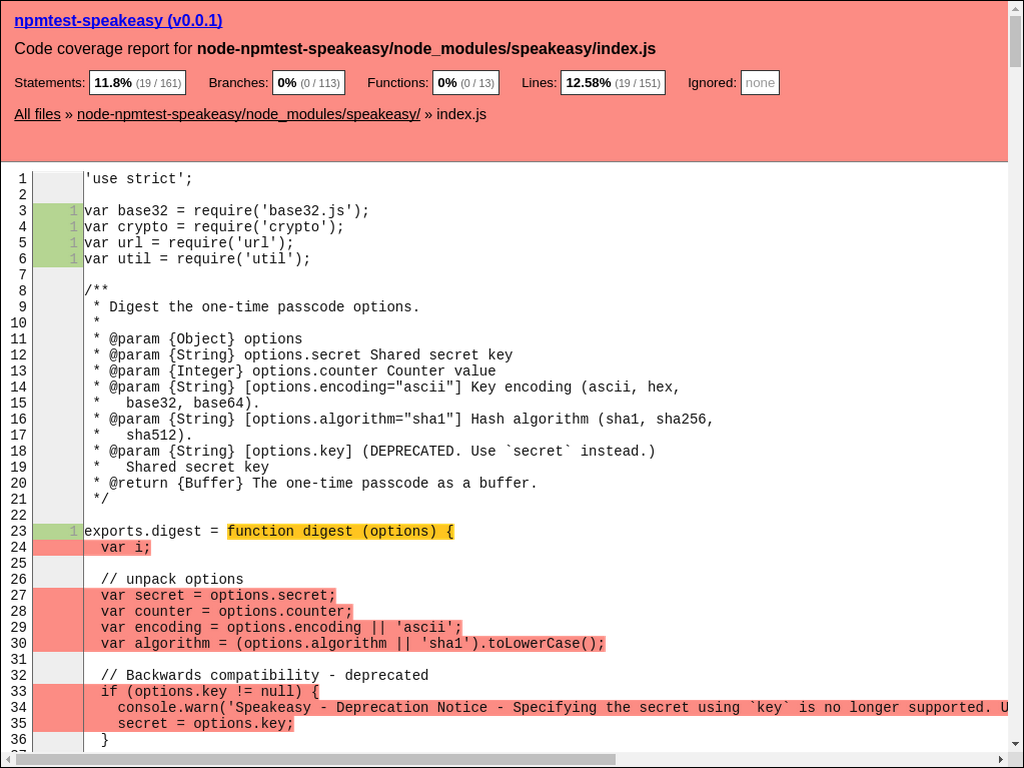 npmtest-speakeasy (v0.0.1)
Code coverage report for node-npmtest-speakeasy/node_modules/speakeasy/index.js
Statements: 11.8% (19 / 161) Branches: 0% (0 / 113) Functions: 0% (0 / 13) Lines: 12.58% (19 / 151) Ignored: none
All files » node-npmtest-speakeasy/node_modules/speakeasy/ » index.js
1 'use strict';
2
3 1 var base32 = require('base32.js');
4 1 var crypto = require('crypto');
5 1 var url = require('url');
6 1 var util = require('util');
7
8 /**
9 * Digest the one-time passcode options.
10 *
11 * @param {Object} options
12 * @param {String} options.secret Shared secret key
13 * @param {Integer} options.counter Counter value
14 * @param {String} [options.encoding="ascii"] Key encoding (ascii, hex,
15 *   base32, base64).
16 * @param {String} [options.algorithm="sha1"] Hash algorithm (sha1, sha256,
17 *   sha512).
18 * @param {String} [options.key] (DEPRECATED. Use `secret` instead.)
19 *   Shared secret key
20 * @return {Buffer} The one-time passcode as a buffer.
21 */
22
23 1 exports.digest = function digest (options) {
24 var i;
25
26 // unpack options
27 var secret = options.secret;
28 var counter = options.counter;
29 var encoding = options.encoding || 'ascii';
30 var algorithm = (options.algorithm || 'sha1').toLowerCase();
31
32 // Backwards compatibility - deprecated
33 if (options.key != null) {
34 console.warn('Speakeasy - Deprecation Notice - Specifying the secret using `key` is no longer supported. U
35 secret = options.key;
36 }